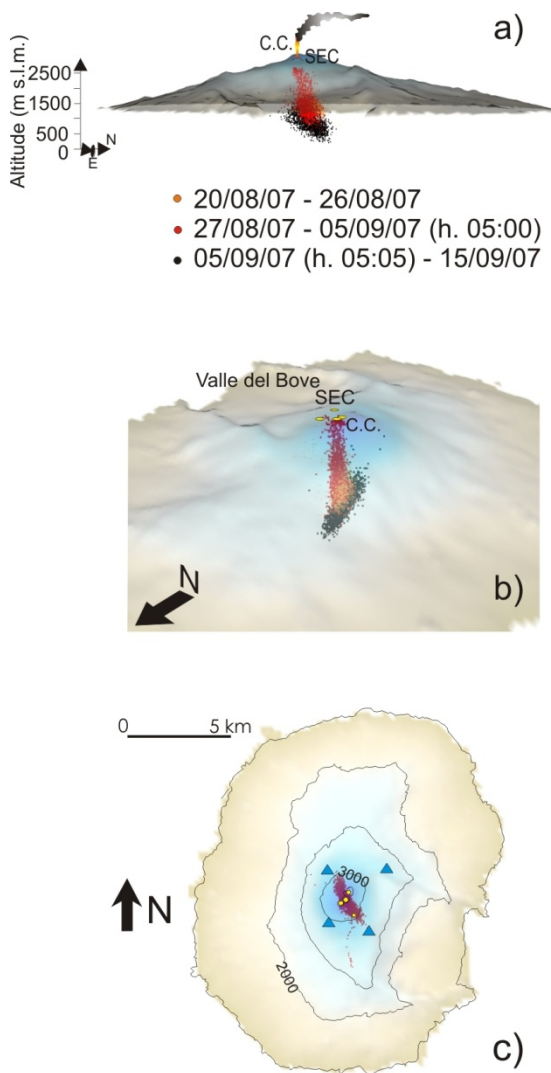 a)
C.C.
SEC
Altitude (m s.l.m.)
2500
1500
500
0
N
E
20/08/07 - 26/08/07
27/08/07 - 05/09/07 (h. 05:00)
05/09/07 (h. 05:05) - 15/09/07
Valle del Bove
SEC
C.C.
N
b)
0 5 km
3000
N
2000
c)